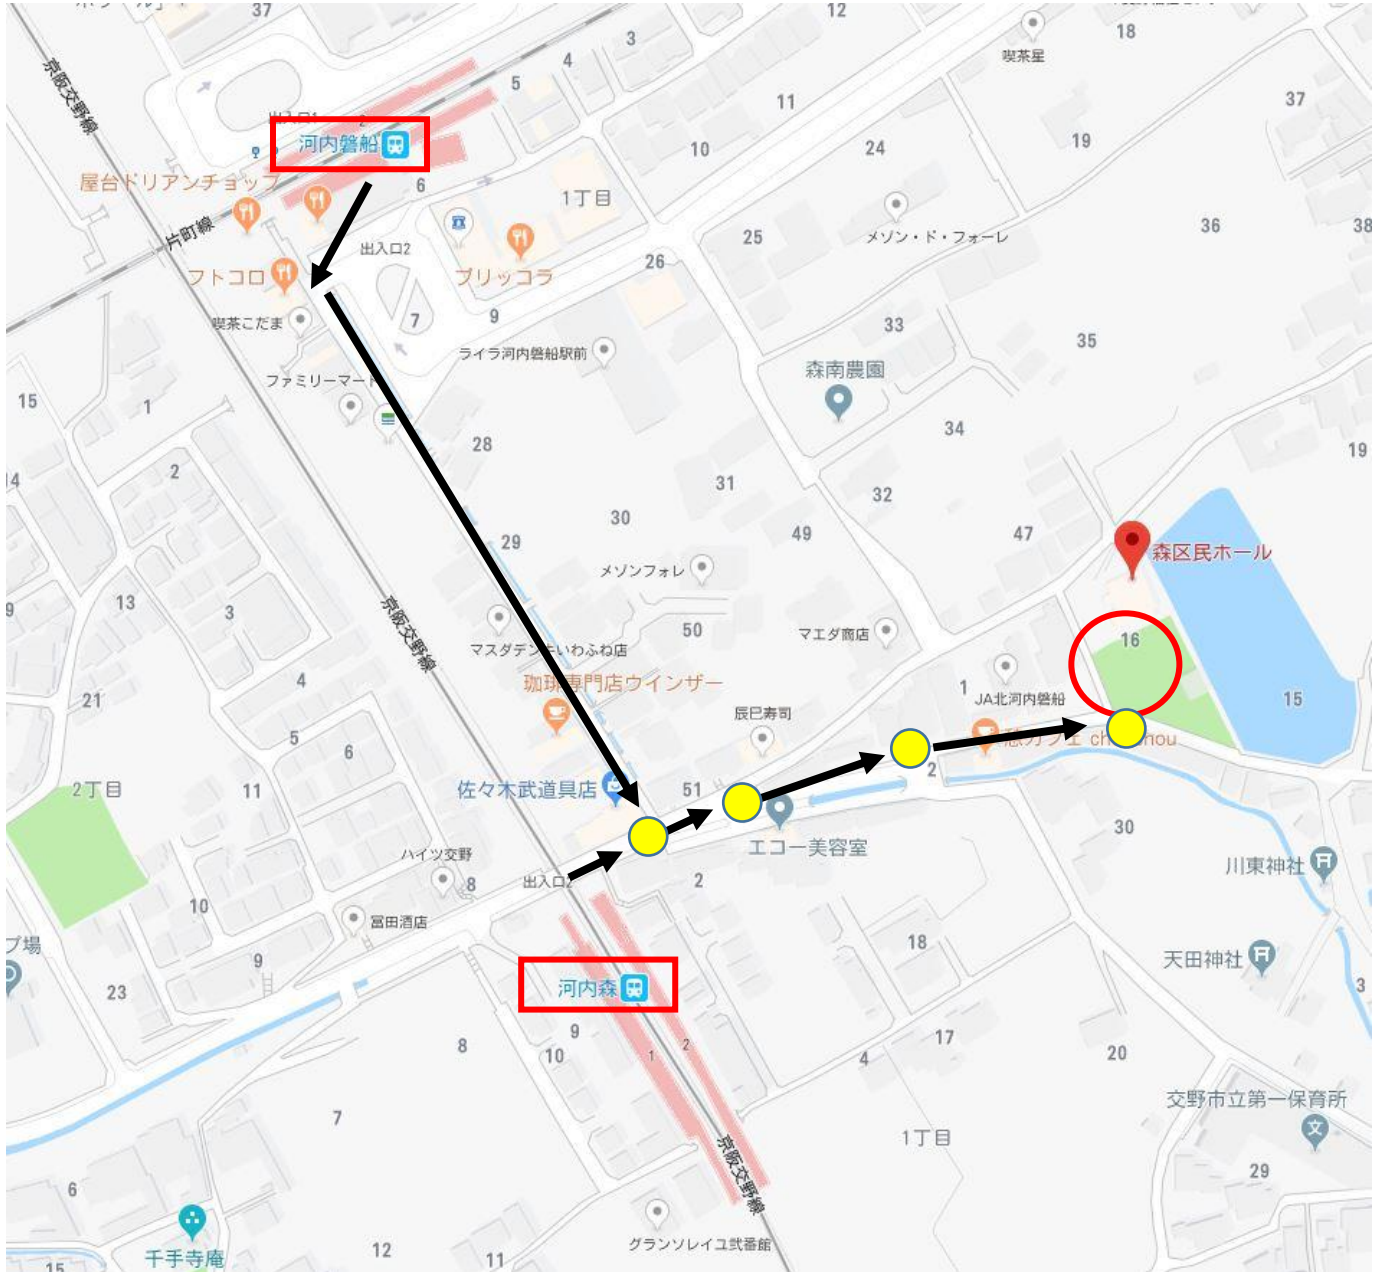 37
12
18
京阪交野線
3
4
5
喫茶星
37
11
出入口1
2
河内磐船
10
24
19
屋台ドリアンチョップ
6
1丁目
36
38
片町線
出入口2
25
メゾン・ド・フォーレ
フトコロ
ブリッコラ
26
喫茶こだま
7
9
33
ライラ河内磐船駅前
35
森南農園
ファミリーマート
15
1
28
34
19
2
14
31
32
30
49
47
29
森区民ホール
メゾンフォレ
9
13
3
京阪交野線
50
マエダ商店
16
マスダデンキいわふね店
4
珈琲専門店ウインザー
1
JA北河内磐船
15
21
辰巳寿司
5
6
2
2丁目
11
佐々木武道具店
51
30
エコー美容室
ハイツ交野
川東神社
8
出入口2
2
10
冨田酒店
18
プ場
9
天田神社
23
河内森
3
9
17
8
10
1
2
4
20
交野市立第一保育所
7
1丁目
京阪交野線
29
6
グランソレイユ弐番館
千手寺庵
12
11
15